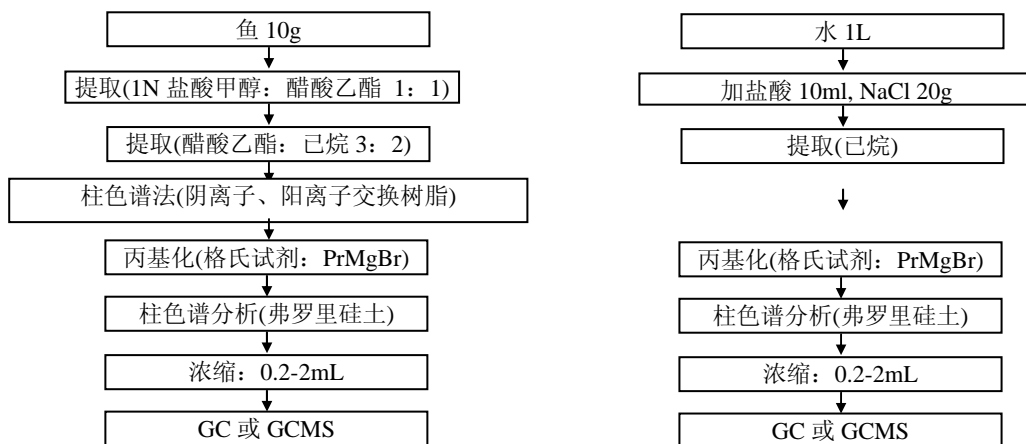 鱼 10g
提取(1N 盐酸甲醇：醋酸乙酯 1：1)
提取(醋酸乙酯：已烷 3：2)
柱色谱法(阴离子、阳离子交换树脂)
丙基化(格氏试剂：PrMgBr)
柱色谱分析(弗罗里硅土)
浓缩：0.2-2mL
GC 或 GCMS
水 1L
加盐酸 10ml, NaCl 20g
提取(已烷)
丙基化(格氏试剂：PrMgBr)
柱色谱分析(弗罗里硅土)
浓缩：0.2-2mL
GC 或 GCMS